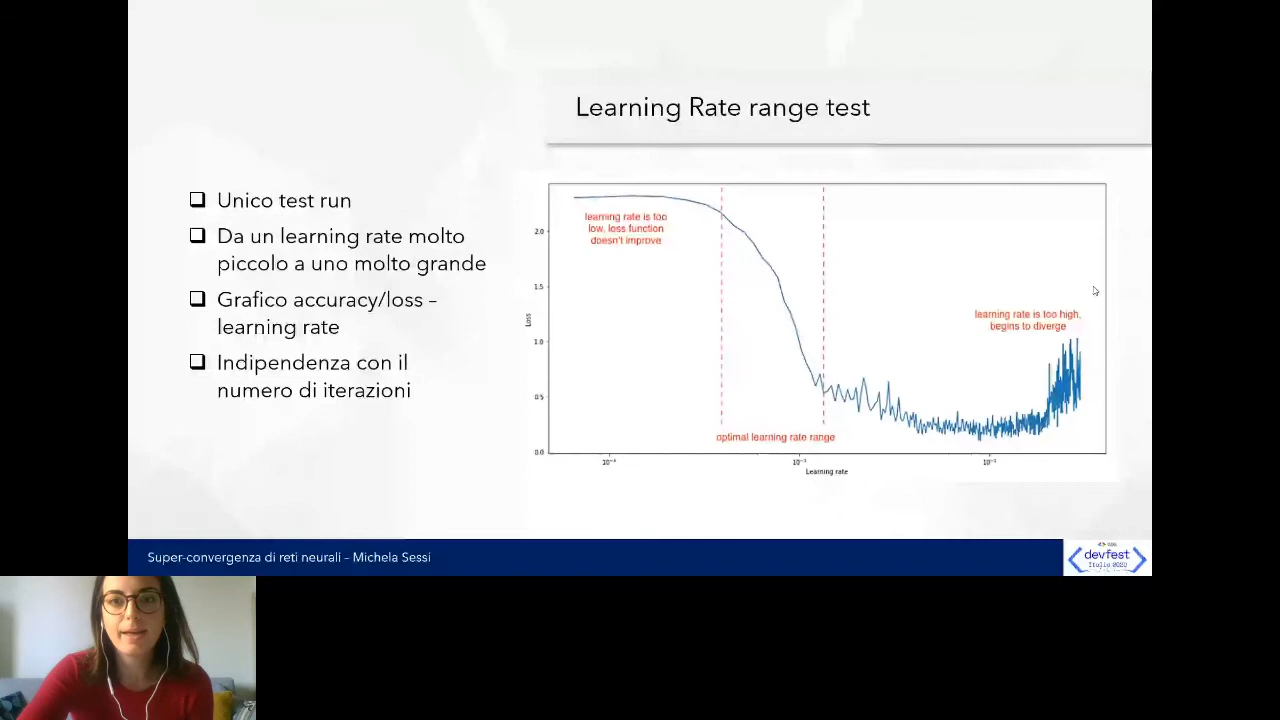 Learning Rate range test
Unico test run
Da un learning rate molto
piccolo a uno molto grande
Grafico accuracy/loss –
learning rate
Indipendenza con il
numero di iterazioni
learning rate is too
low, loss function
doesn't improve
learning rate is too high,
begins to diverge
optimal learning rate range
2.0
1.5
1.0
0.5
0.0
Loss
Learning rate
Super-convergenza di reti neurali – Michela Sessi
devfest
Italia 2020